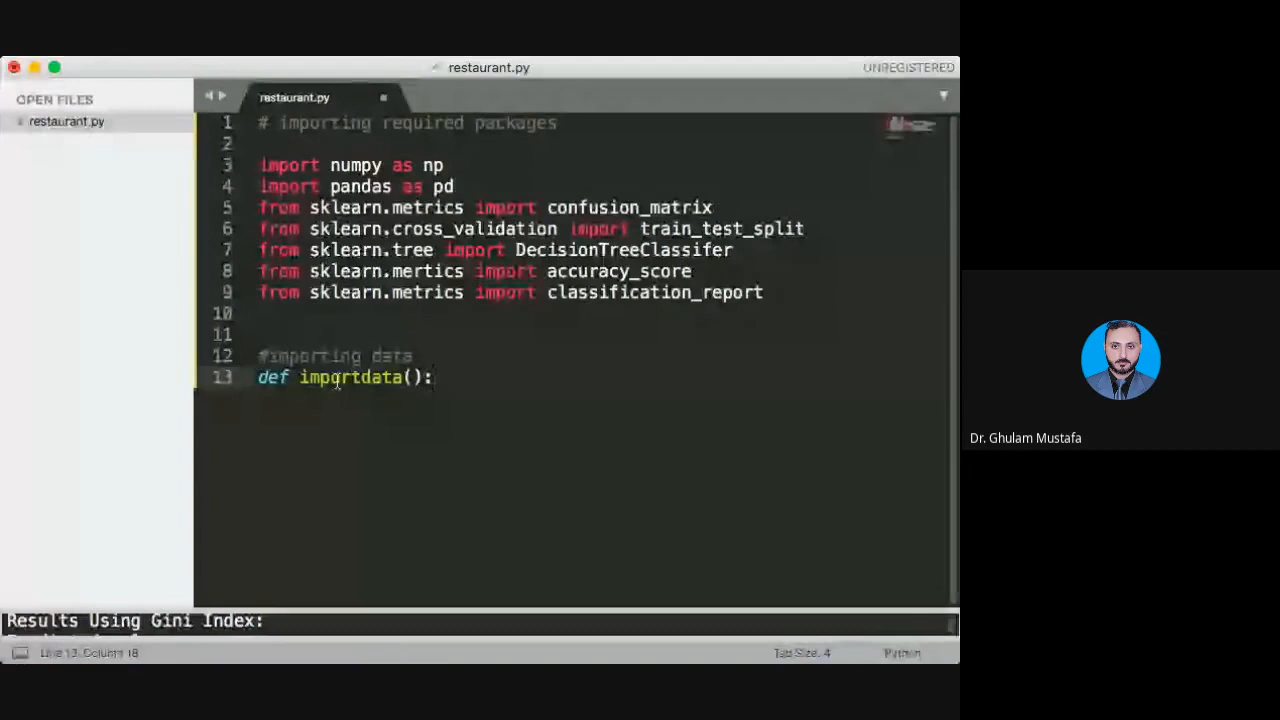 restaurant.py
UNREGISTERED
OPEN FILES
restaurant.py
restaurant.py
1 # importing required packages
2
3 import numpy as np
4 import pandas as pd
5 from sklearn.metrics import confusion_matrix
6 from sklearn.cross_validation import train_test_split
7 from sklearn.tree import DecisionTreeClassifer
8 from sklearn.mertics import accuracy_score
9 from sklearn.metrics import classification_report
10
11
12 #importing data
13 def importdata():
Results Using Gini Index:
Line 13, Column 18
Tab Size: 4
Python
Dr. Ghulam Mustafa